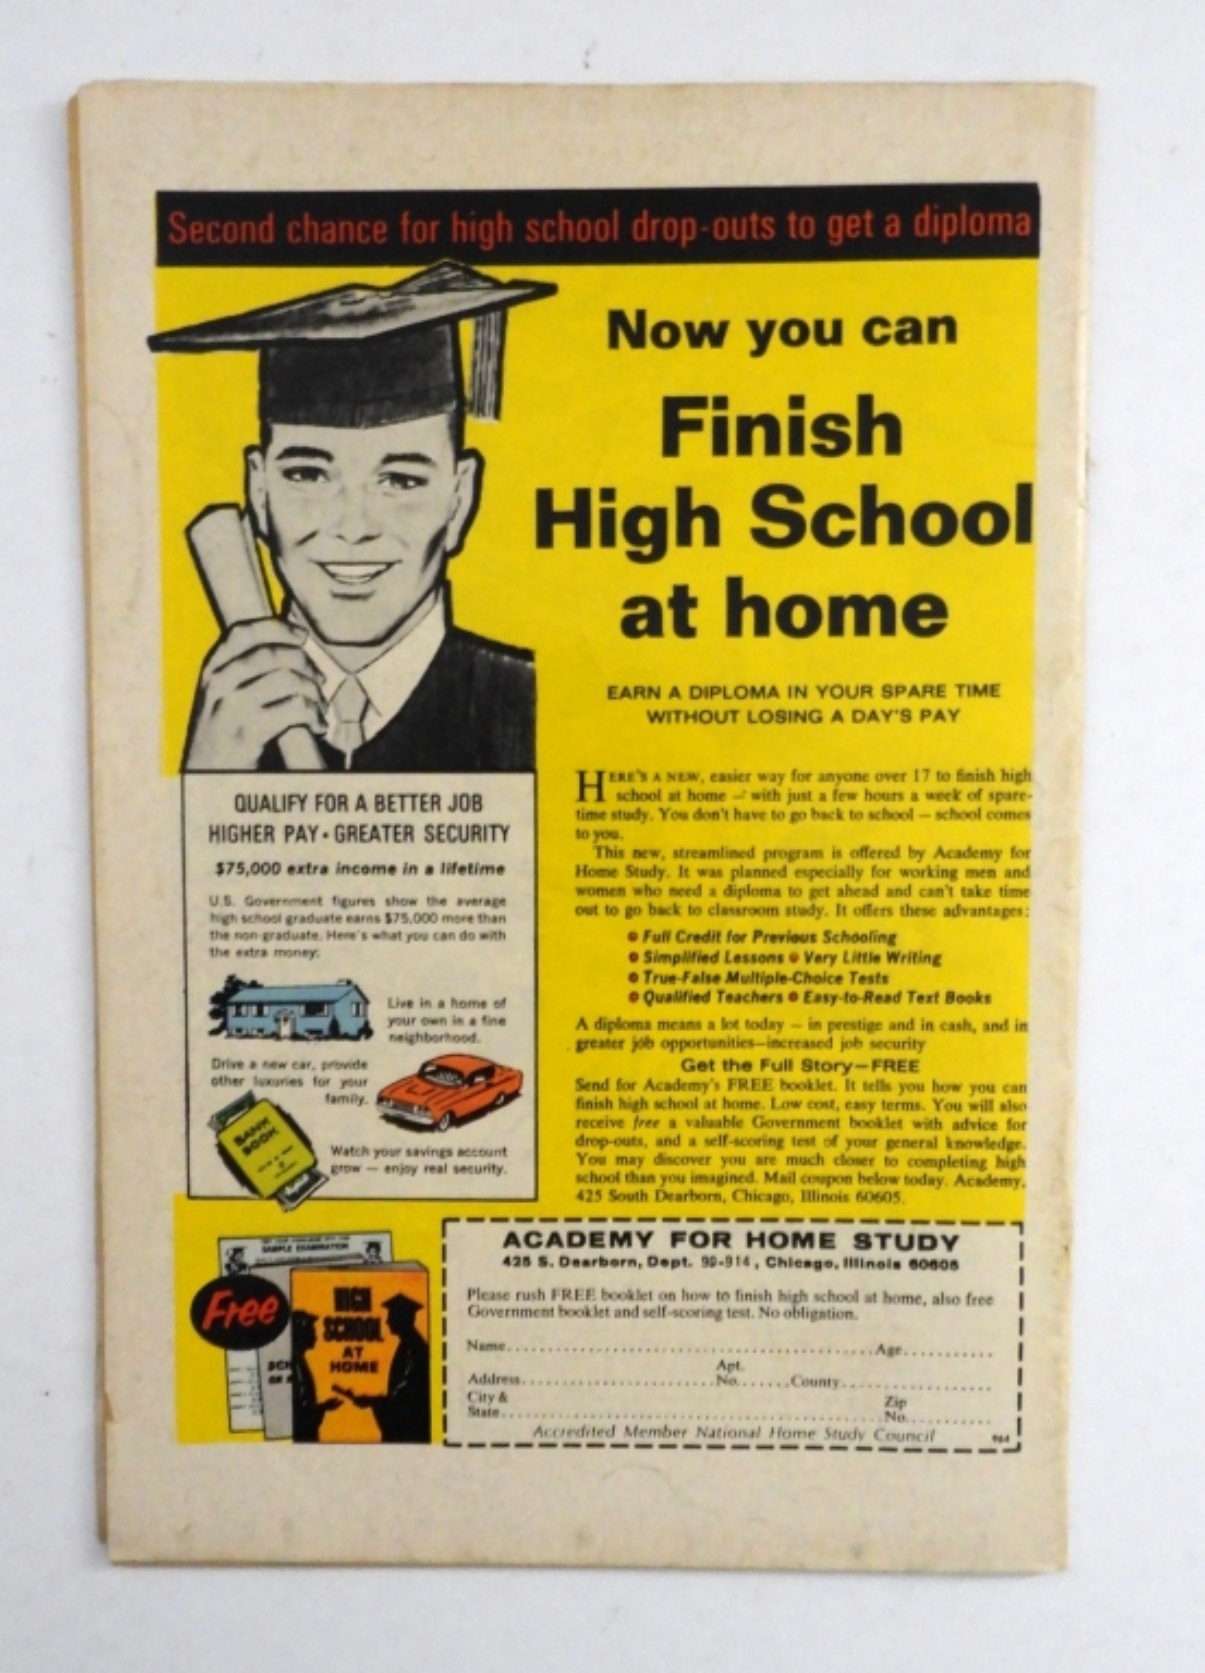 Second chance for high school drop-outs to get a diploma
Now you can
Finish
High School
at home
EARN A DIPLOMA IN YOUR SPARE TIME
WITHOUT LOSING A DAY'S PAY
QUALIFY FOR A BETTER JOB
HIGHER PAY • GREATER SECURITY
$75,000 extra income in a lifetime
U.S. Government figures show the average
high school graduate earns $75,000 more than
the non-graduate. Here's what you can do with
the extra money:
Live in a home of
your own in a fine
neighborhood.
Drive a new car, provide
other luxuries for your
family.
BANK
BOOK
Watch your savings account
grow — enjoy real security.
HERE'S A NEW, easier way for anyone over 17 to finish high
school at home — with just a few hours a week of spare-
time study. You don't have to go back to school — school comes
to you.
This new, streamlined program is offered by Academy for
Home Study. It was planned especially for working men and
women who need a diploma to get ahead and can't take time
out to go back to classroom study. It offers these advantages:
• Full Credit for Previous Schooling
• Simplified Lessons • Very Little Writing
• True-False Multiple-Choice Tests
• Qualified Teachers • Easy-to-Read Text Books
A diploma means a lot today — in prestige and in cash, and in
greater job opportunities—increased job security
Get the Full Story—FREE
Send for Academy's FREE booklet. It tells you how you can
finish high school at home. Low cost, easy terms. You will also
receive free a valuable Government booklet with advice for
drop-outs, and a self-scoring test of your general knowledge.
You may discover you are much closer to completing high
school than you imagined. Mail coupon below today. Academy,
425 South Dearborn, Chicago, Illinois 60605.
SAMPLE EXAMINATION
Free
HIGH
SCHOOL
AT
HOME
ACADEMY FOR HOME STUDY
425 S. Dearborn, Dept. 90-914, Chicago, Illinois 60605
Please rush FREE booklet on how to finish high school at home, also free
Government booklet and self-scoring test. No obligation.
Name Age
Apt.
Address No. County
City & Zip
State No.
Accredited Member National Home Study Council 964